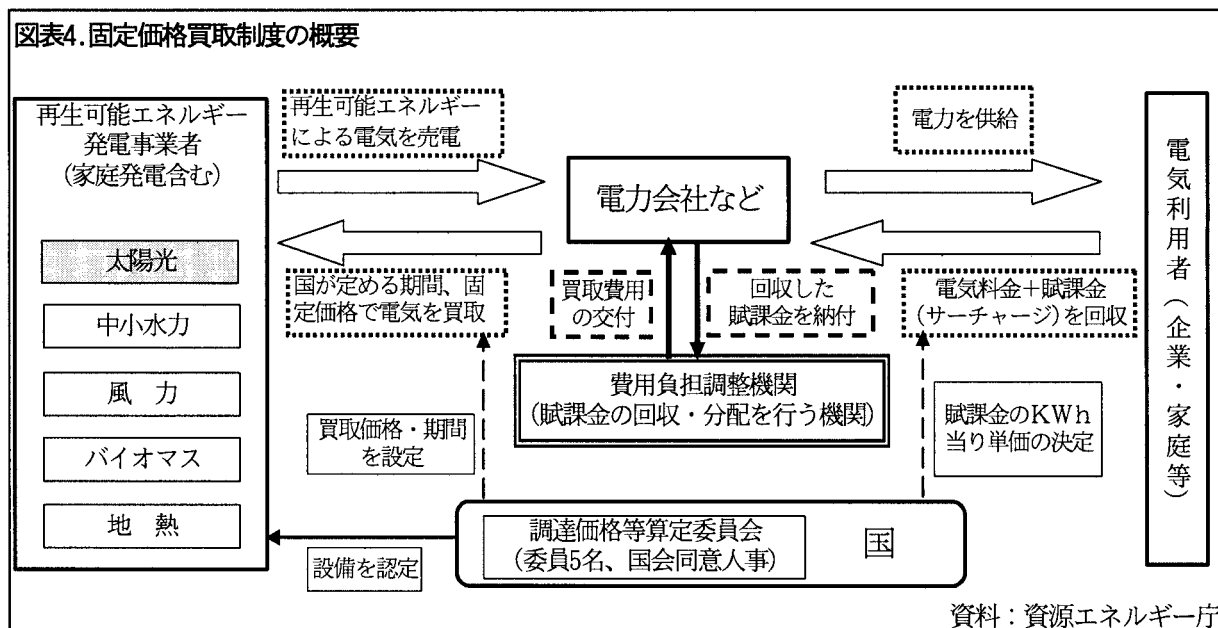 図表4.固定価格買取制度の概要
再生可能エネルギー
発電事業者
(家庭発電含む)
太陽光
中小水力
風 力
バイオマス
地 熱
再生可能エネルギー
による電気を売電
国が定める期間、固
定価格で電気を買取
電力会社など
買取費用
の交付
回収した
賦課金を納付
電力を供給
電気料金＋賦課金
(サーチャージ)を回収
電気利用者(企業・家庭等)
費用負担調整機関
(賦課金の回収・分配を行う機関)
買取価格・期間
を設定
賦課金のKWh
当り単価の決定
調達価格等算定委員会
(委員5名、国会同意人事)
国
設備を認定
資料：資源エネルギー庁